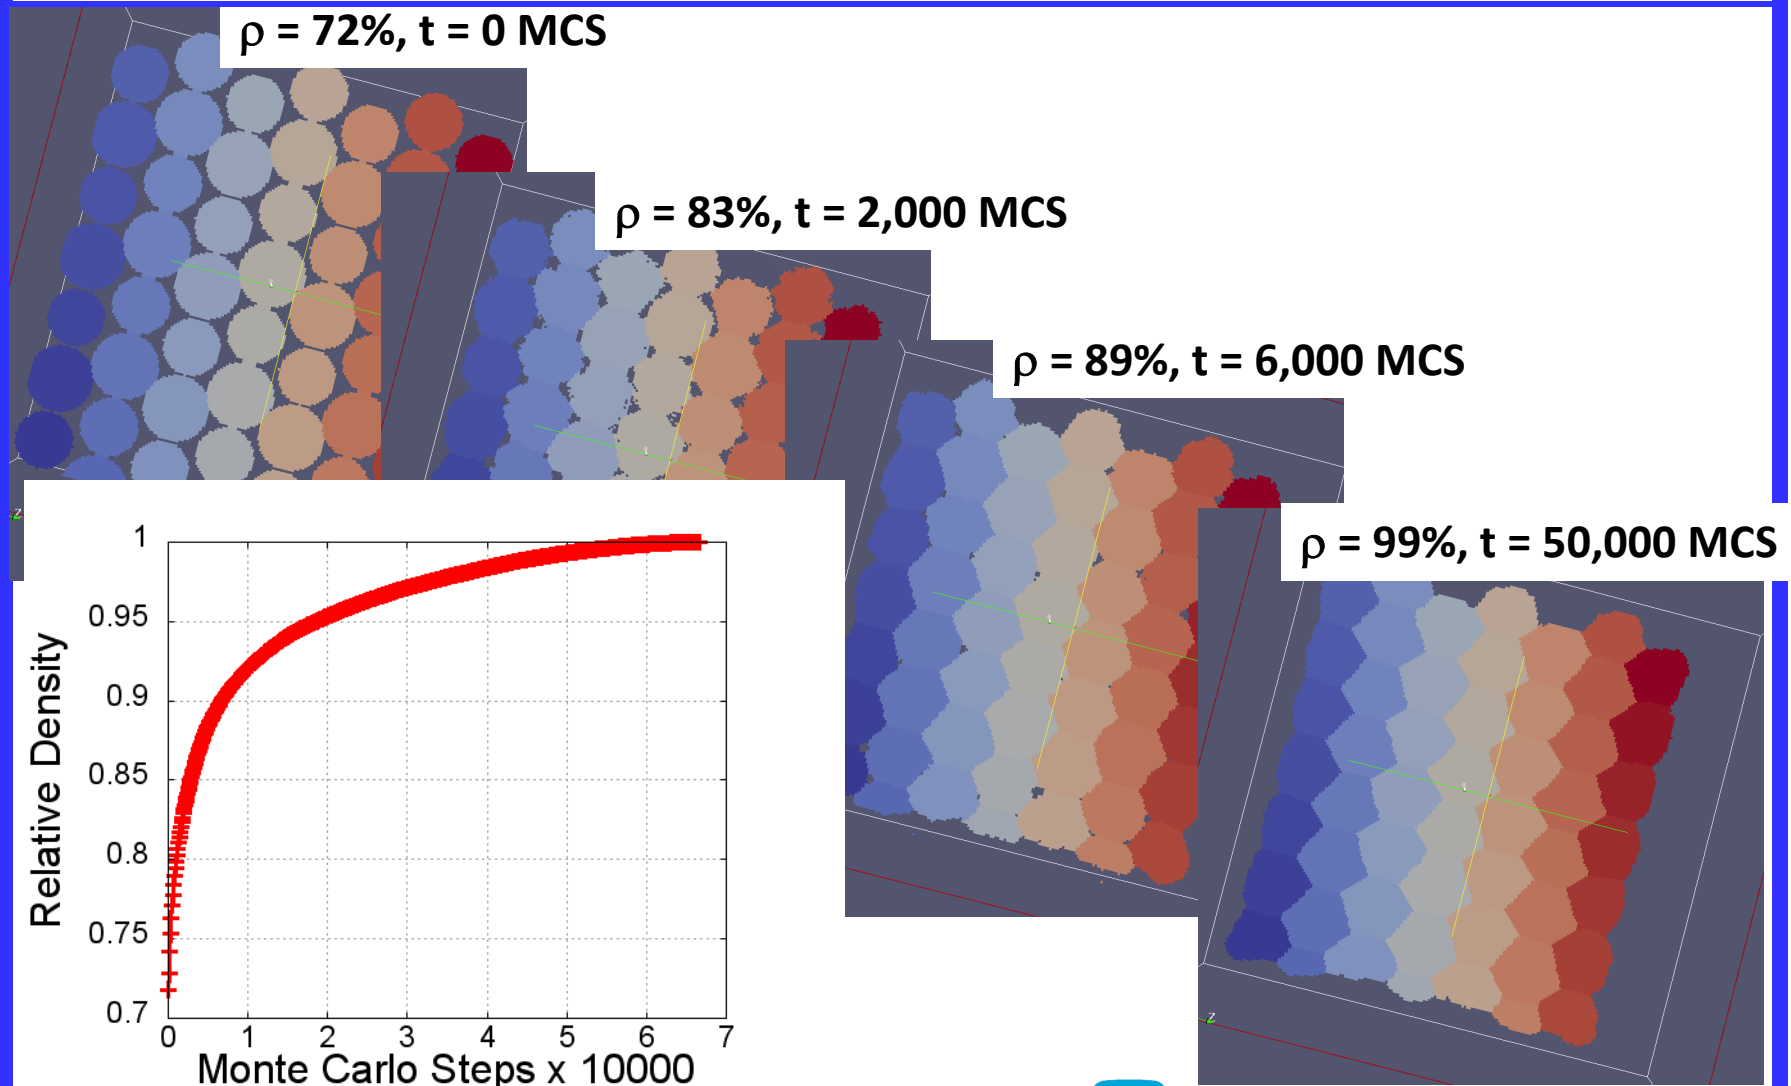 ρ = 72%, t = 0 MCS
ρ = 83%, t = 2,000 MCS
ρ = 89%, t = 6,000 MCS
ρ = 99%, t = 50,000 MCS
z
1
0.95
0.9
0.85
0.8
0.75
0.7
Relative Density
0 1 2 3 4 5 6 7
Monte Carlo Steps x 10000
z